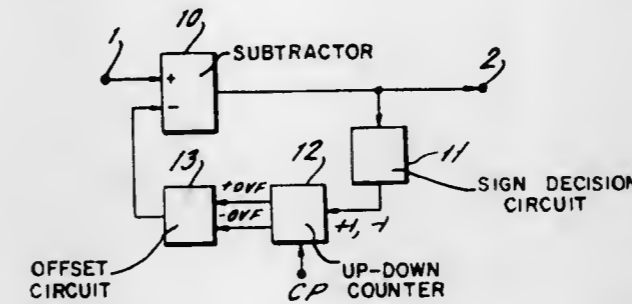 10
1
SUBTRACTOR
2
+
−
11
13
12
+OVF
-OVF
SIGN DECISION
CIRCUIT
+1, -1
OFFSET
CIRCUIT
UP-DOWN
COUNTER
CP